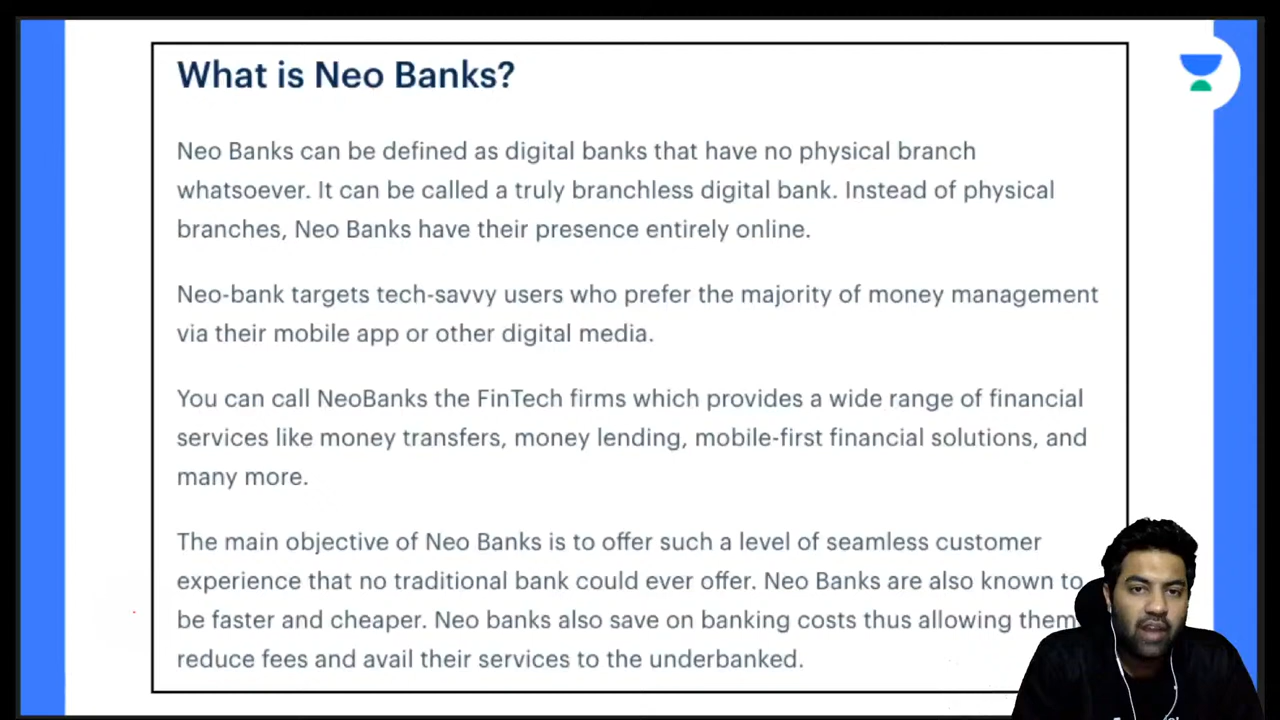 What is Neo Banks?
Neo Banks can be defined as digital banks that have no physical branch
whatsoever. It can be called a truly branchless digital bank. Instead of physical
branches, Neo Banks have their presence entirely online.
Neo-bank targets tech-savvy users who prefer the majority of money management
via their mobile app or other digital media.
You can call NeoBanks the FinTech firms which provides a wide range of financial
services like money transfers, money lending, mobile-first financial solutions, and
many more.
The main objective of Neo Banks is to offer such a level of seamless customer
experience that no traditional bank could ever offer. Neo Banks are also known to
be faster and cheaper. Neo banks also save on banking costs thus allowing them
reduce fees and avail their services to the underbanked.